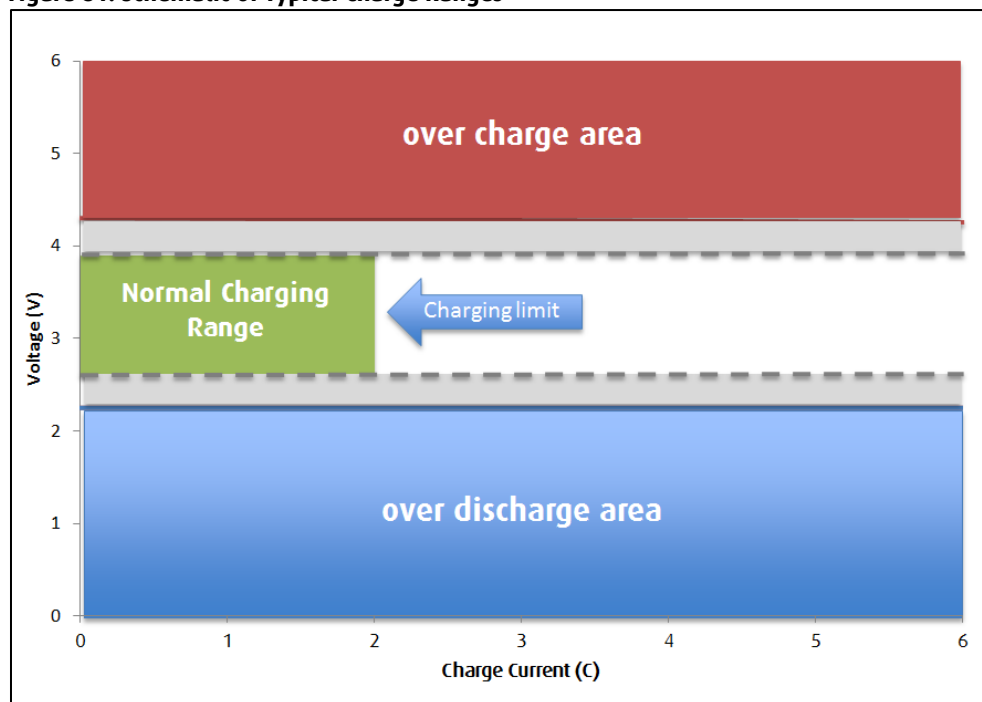 6
over charge area
5
4
Normal Charging
Range
Charging limit
3
2
over discharge area
1
0
0 1 2 3 4 5 6
Voltage (V)
Charge Current (C)